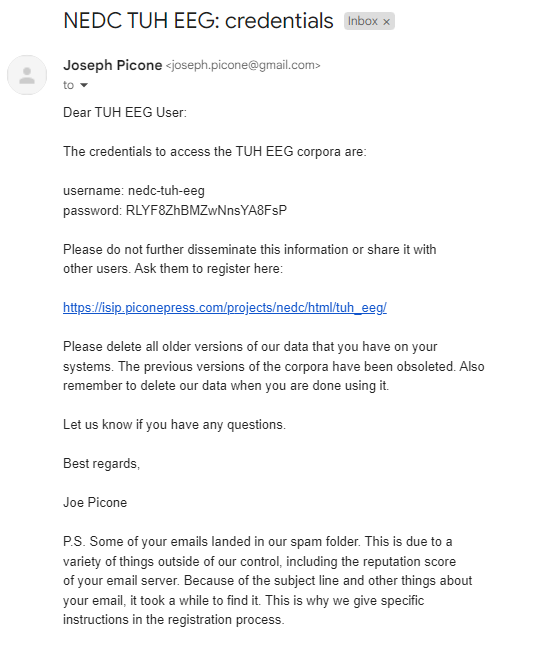 NEDC TUH EEG: credentials Inbox ×
Joseph Picone <joseph.picone@gmail.com>
to
Dear TUH EEG User:
The credentials to access the TUH EEG corpora are:
username: nedc-tuh-eeg
password: RLYF8ZhBMZwNnsYA8FsP
Please do not further disseminate this information or share it with
other users. Ask them to register here:
https://isip.piconepress.com/projects/nedc/html/tuh_eeg/
Please delete all older versions of our data that you have on your
systems. The previous versions of the corpora have been obsoleted. Also
remember to delete our data when you are done using it.
Let us know if you have any questions.
Best regards,
Joe Picone
P.S. Some of your emails landed in our spam folder. This is due to a
variety of things outside of our control, including the reputation score
of your email server. Because of the subject line and other things about
your email, it took a while to find it. This is why we give specific
instructions in the registration process.